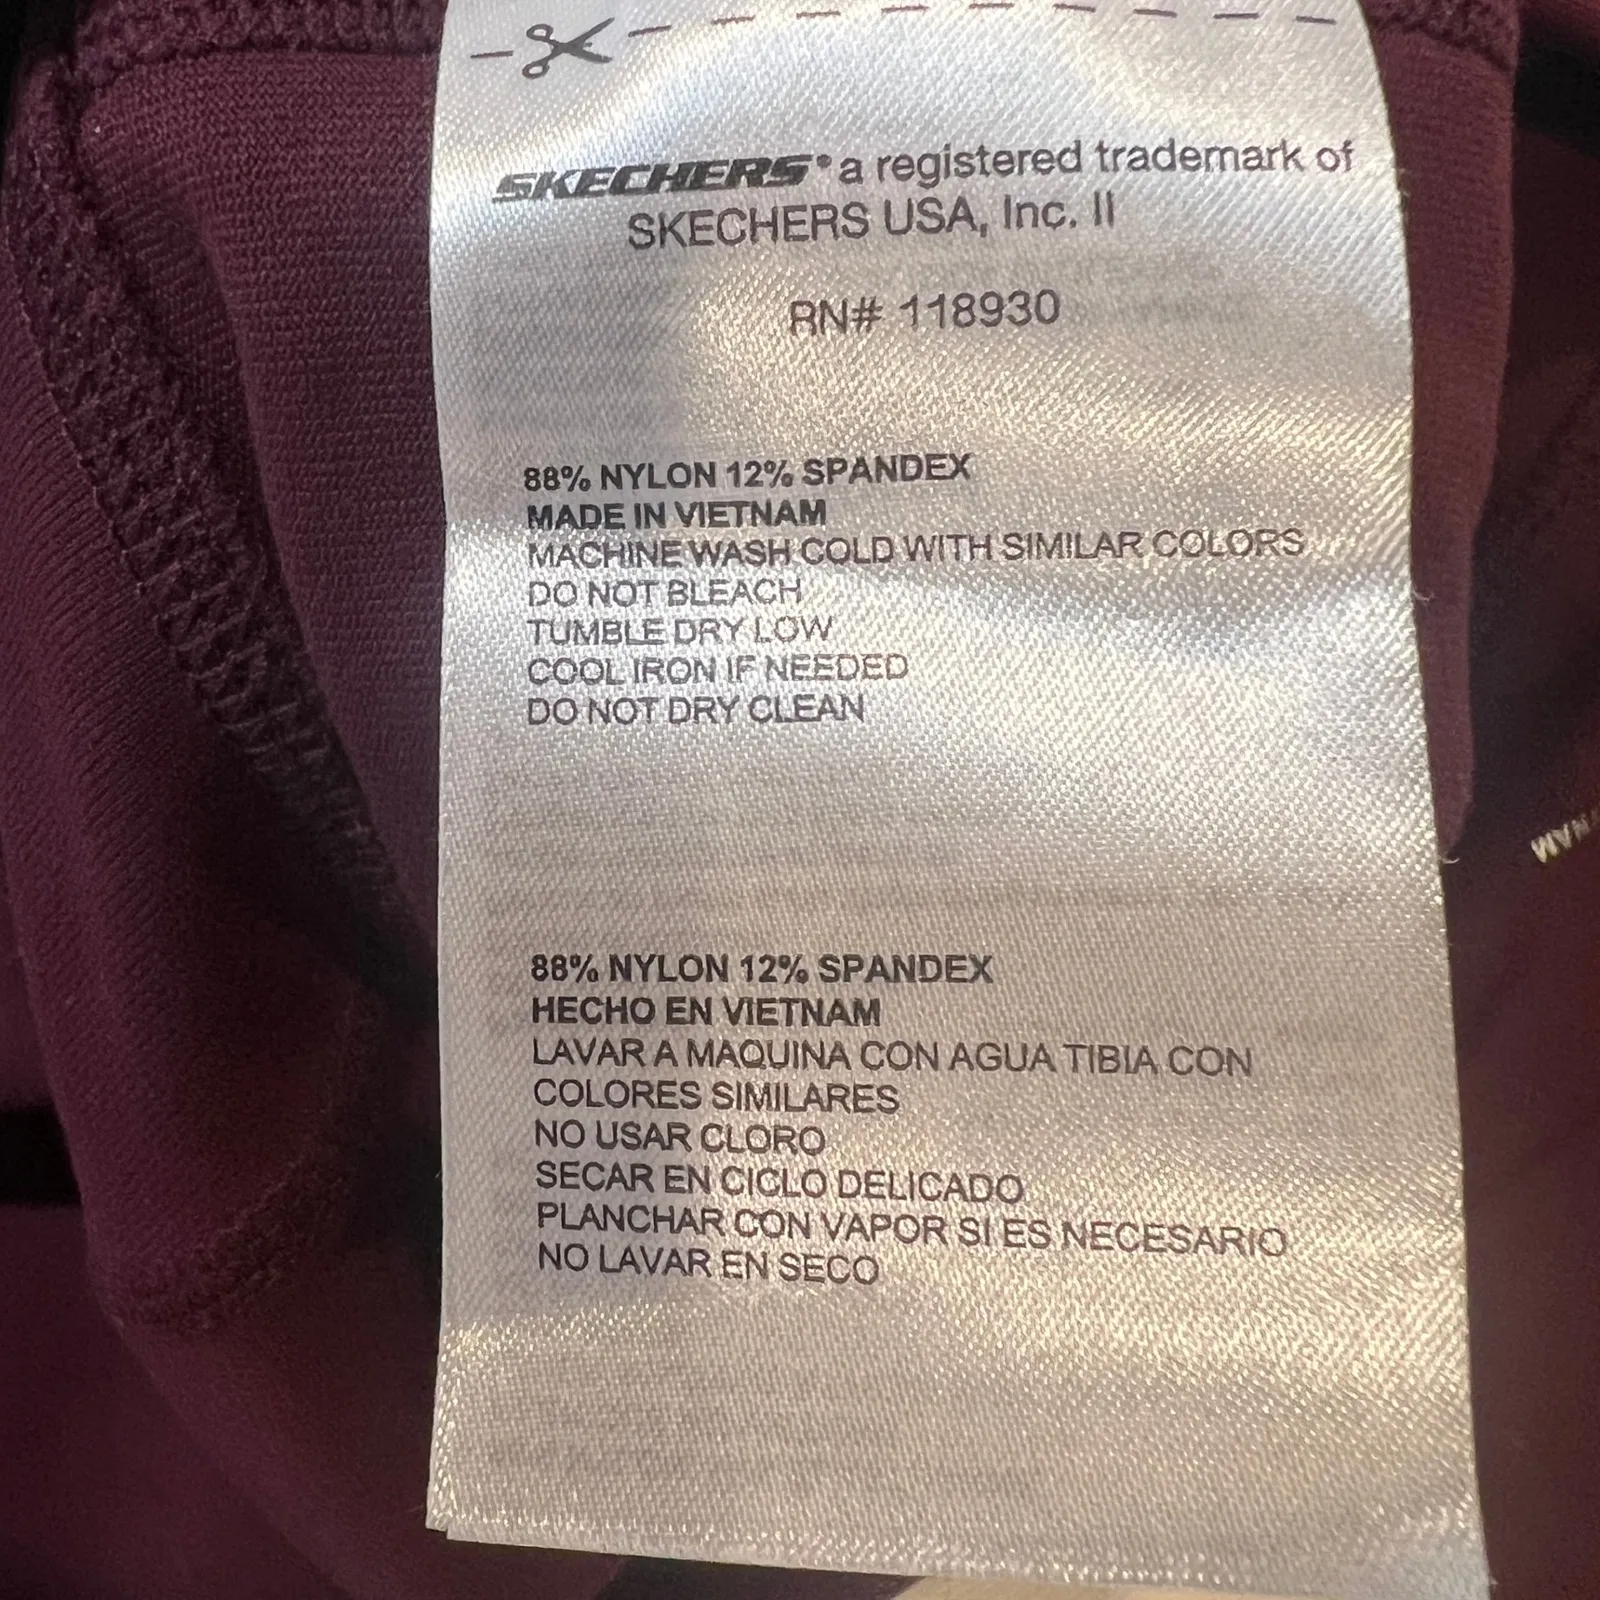 SKECHERS® a registered trademark of
SKECHERS USA, Inc. II
RN# 118930
88% NYLON 12% SPANDEX
MADE IN VIETNAM
MACHINE WASH COLD WITH SIMILAR COLORS
DO NOT BLEACH
TUMBLE DRY LOW
COOL IRON IF NEEDED
DO NOT DRY CLEAN
88% NYLON 12% SPANDEX
HECHO EN VIETNAM
LAVAR A MAQUINA CON AGUA TIBIA CON
COLORES SIMILARES
NO USAR CLORO
SECAR EN CICLO DELICADO
PLANCHAR CON VAPOR SI ES NECESARIO
NO LAVAR EN SECO